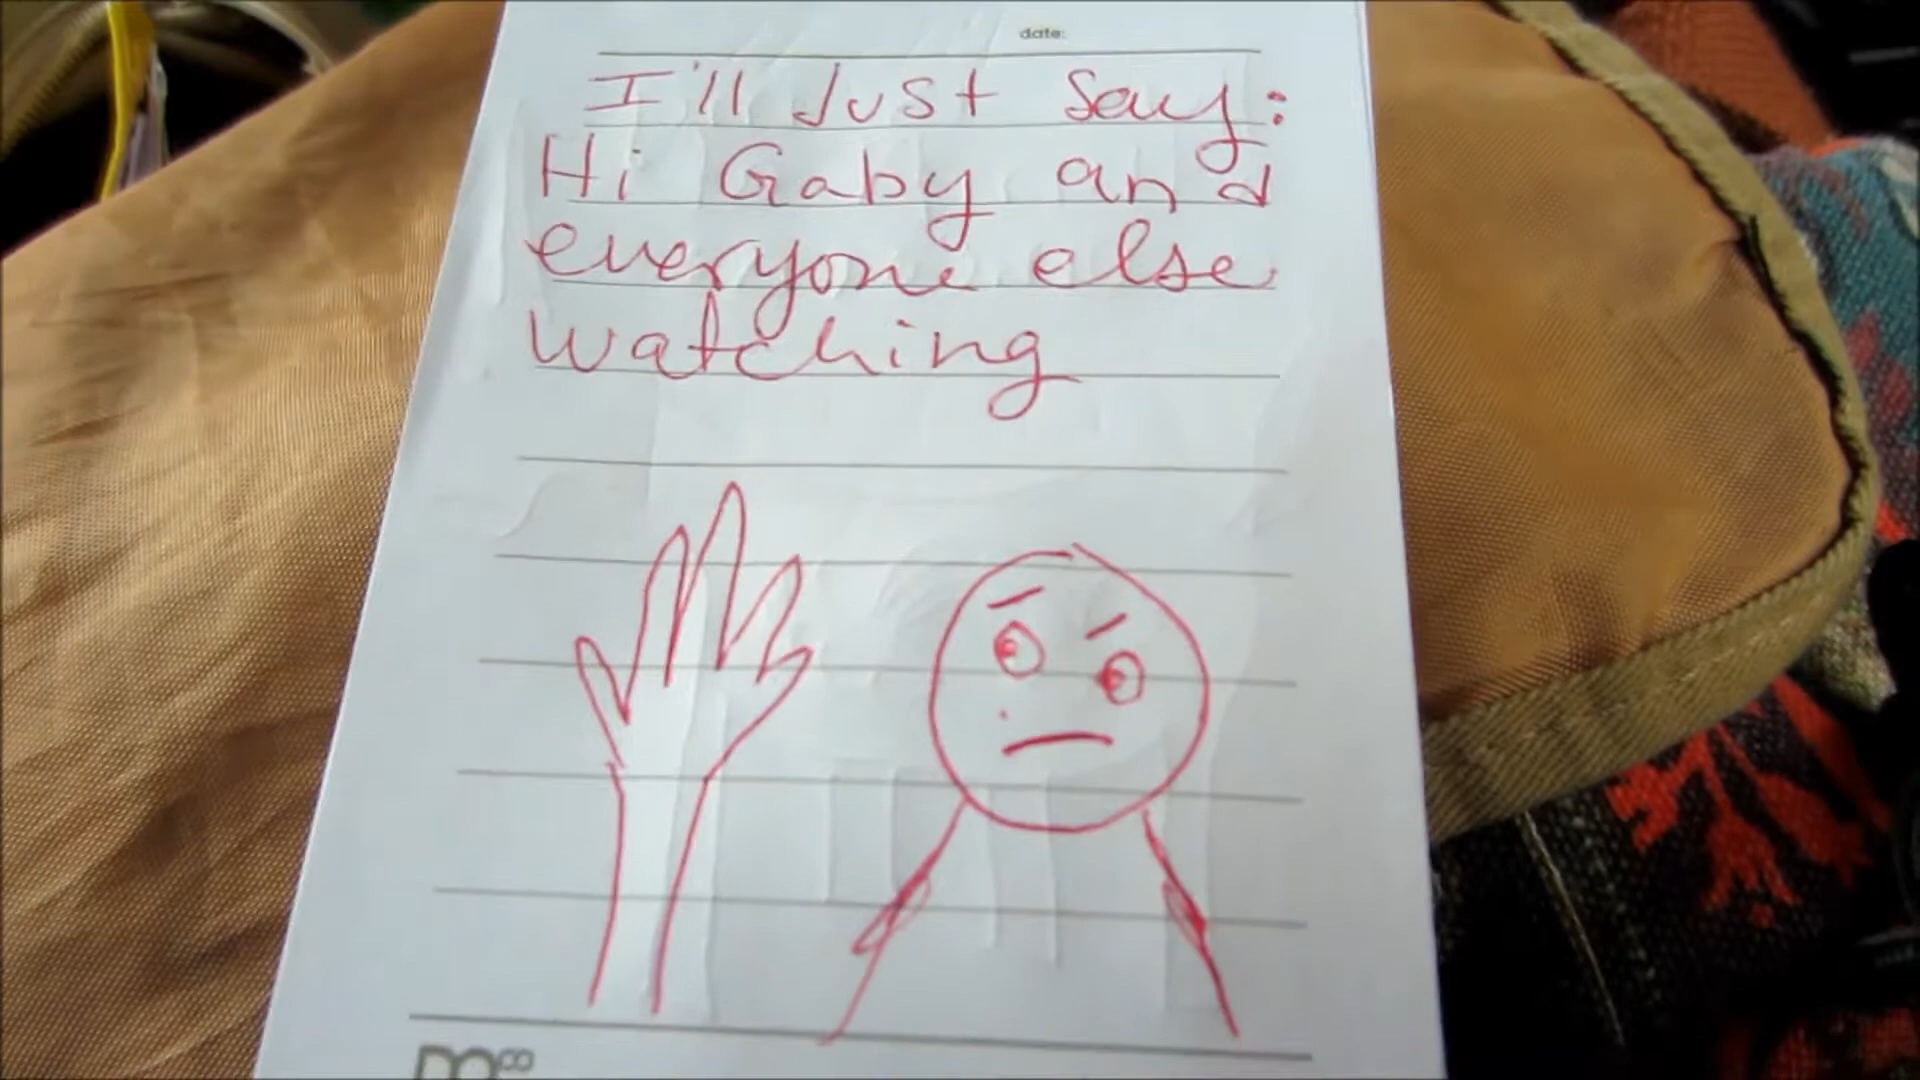 date:
I'll Just Say:
Hi Gaby and
everyone else
watching